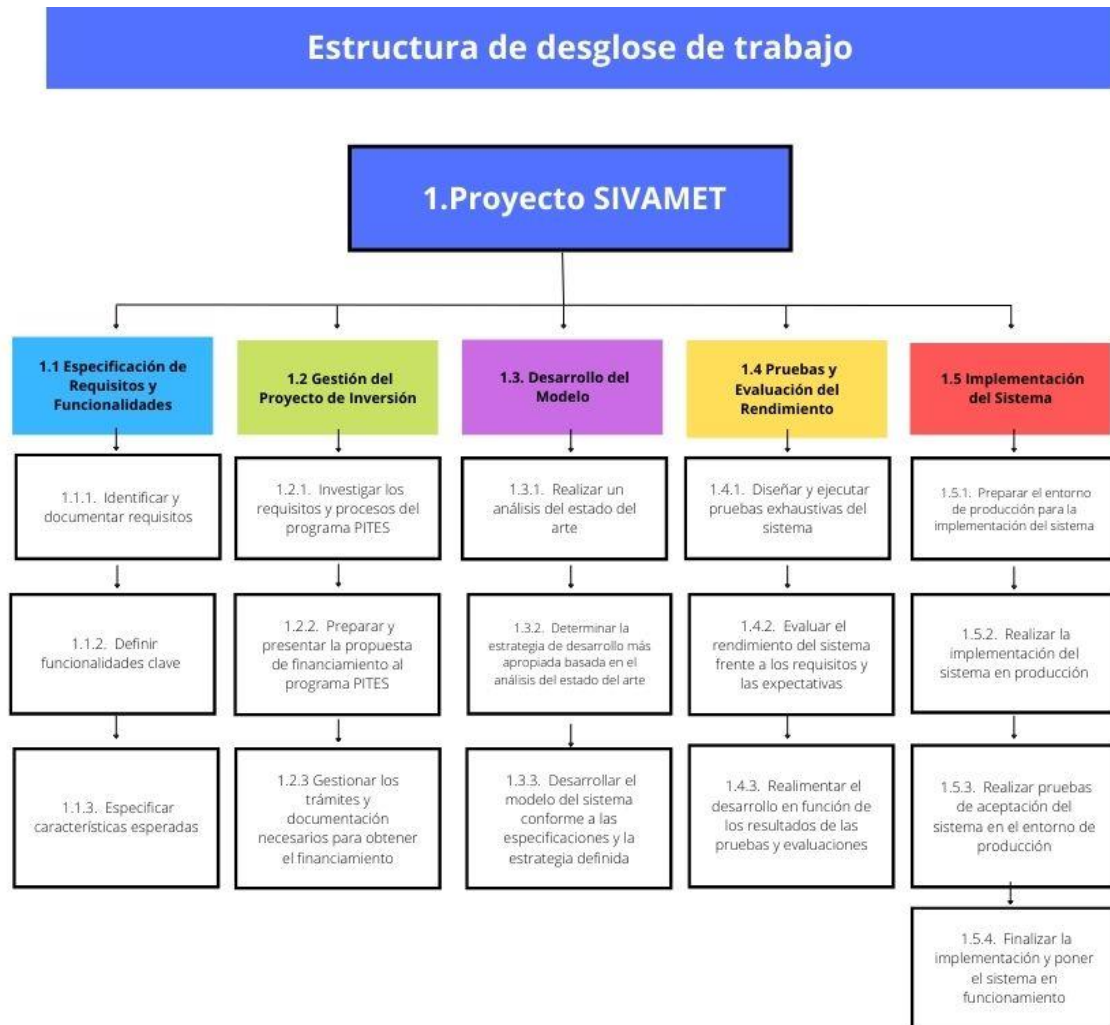 Estructura de desglose de trabajo
1.Proyecto SIVAMET
1.1 Especificación de
Requisitos y
Funcionalidades
1.1.1. Identificar y
documentar requisitos
1.1.2. Definir
funcionalidades clave
1.1.3. Especificar
características esperadas
1.2 Gestión del
Proyecto de Inversión
1.2.1. Investigar los
requisitos y procesos del
programa PITES
1.2.2. Preparar y
presentar la propuesta
de financiamiento al
programa PITES
1.2.3 Gestionar los
trámites y
documentación
necesarios para obtener
el financiamiento
1.3. Desarrollo del
Modelo
1.3.1. Realizar un
análisis del estado del
arte
1.3.2. Determinar la
estrategia de desarrollo más
apropiada basada en el
análisis del estado del arte
1.3.3. Desarrollar el
modelo del sistema
conforme a las
especificaciones y la
estrategia definida
1.4 Pruebas y
Evaluación del
Rendimiento
1.4.1. Diseñar y ejecutar
pruebas exhaustivas del
sistema
1.4.2. Evaluar el
rendimiento del sistema
frente a los requisitos y
las expectativas
1.4.3. Realimentar el
desarrollo en función de
los resultados de las
pruebas y evaluaciones
1.5 Implementación
del Sistema
1.5.1. Preparar el entorno
de producción para la
implementación del sistema
1.5.2. Realizar la
implementación del
sistema en producción
1.5.3. Realizar pruebas
de aceptación del
sistema en el entorno de
producción
1.5.4. Finalizar la
implementación y poner
el sistema en
funcionamiento